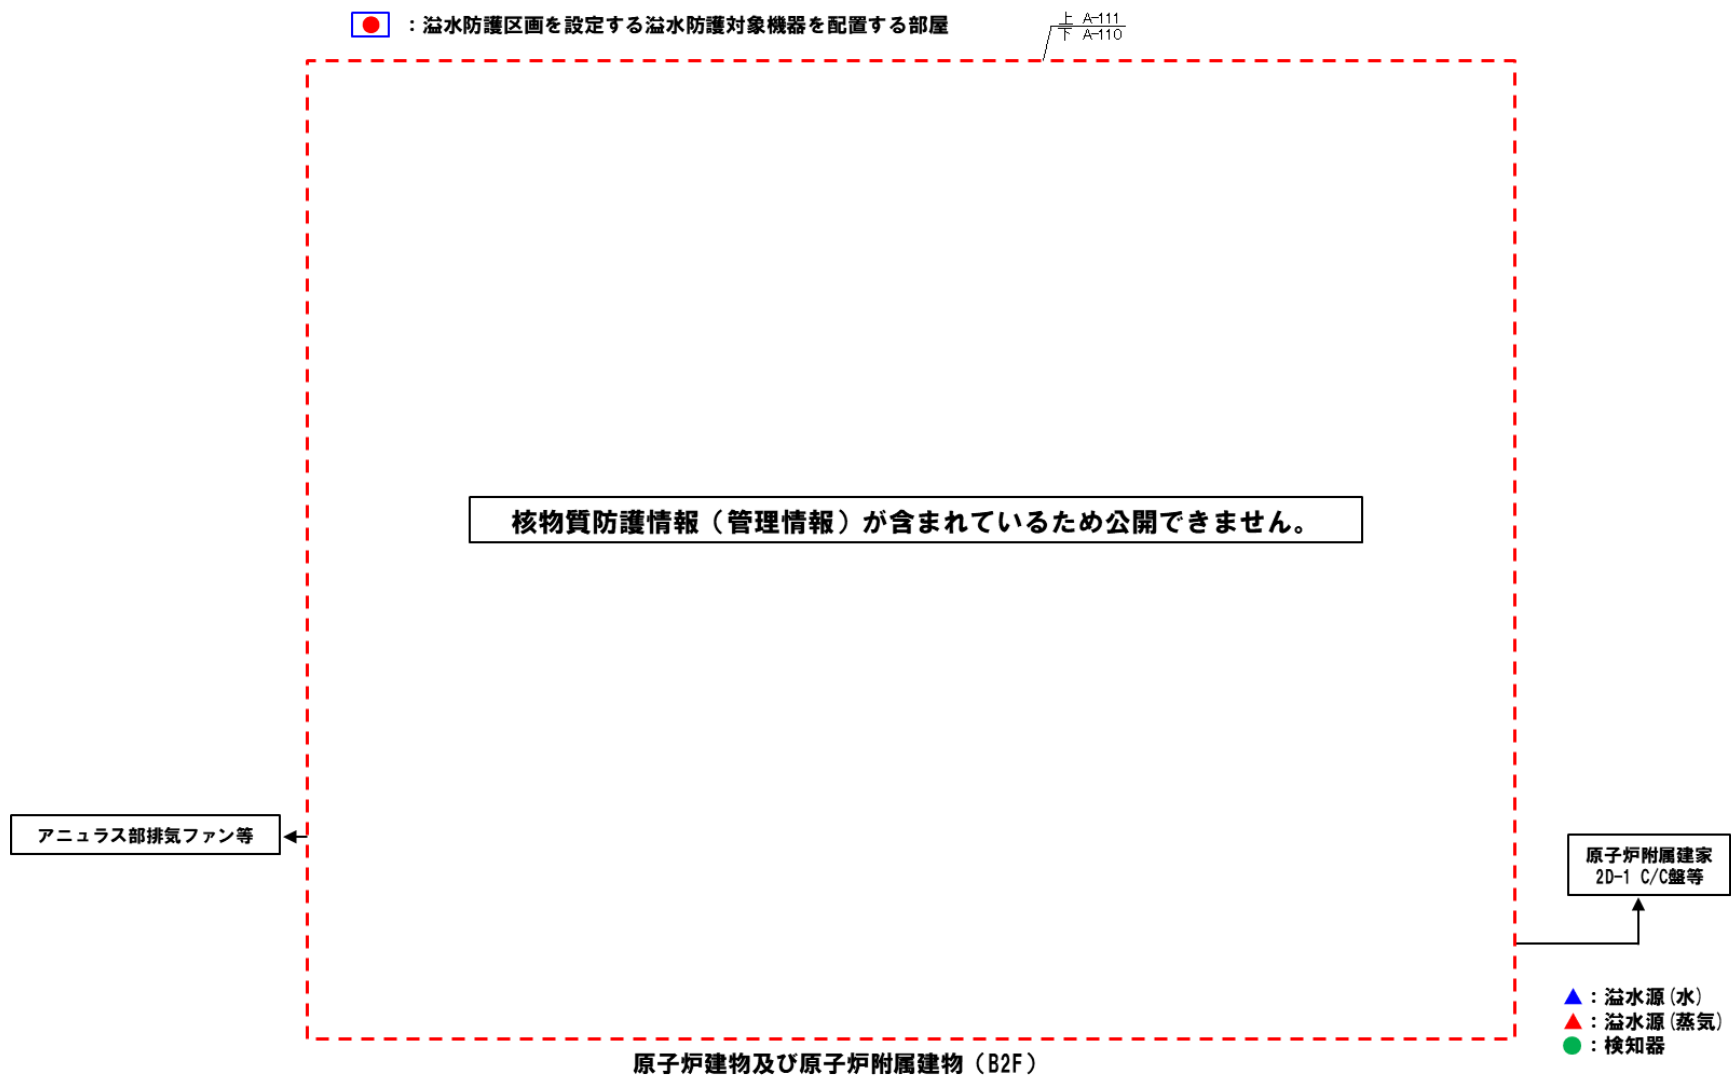 ：溢水防護区画を設定する溢水防護対象機器を配置する部屋
上 A-111
下 A-110
核物質防護情報（管理情報）が含まれているため公開できません。
アニュラス部排気ファン等
原子炉附属建家
2D-1 C/C盤等
：溢水源(水)
：溢水源(蒸気)
：検知器
原子炉建物及び原子炉附属建物（B2F）